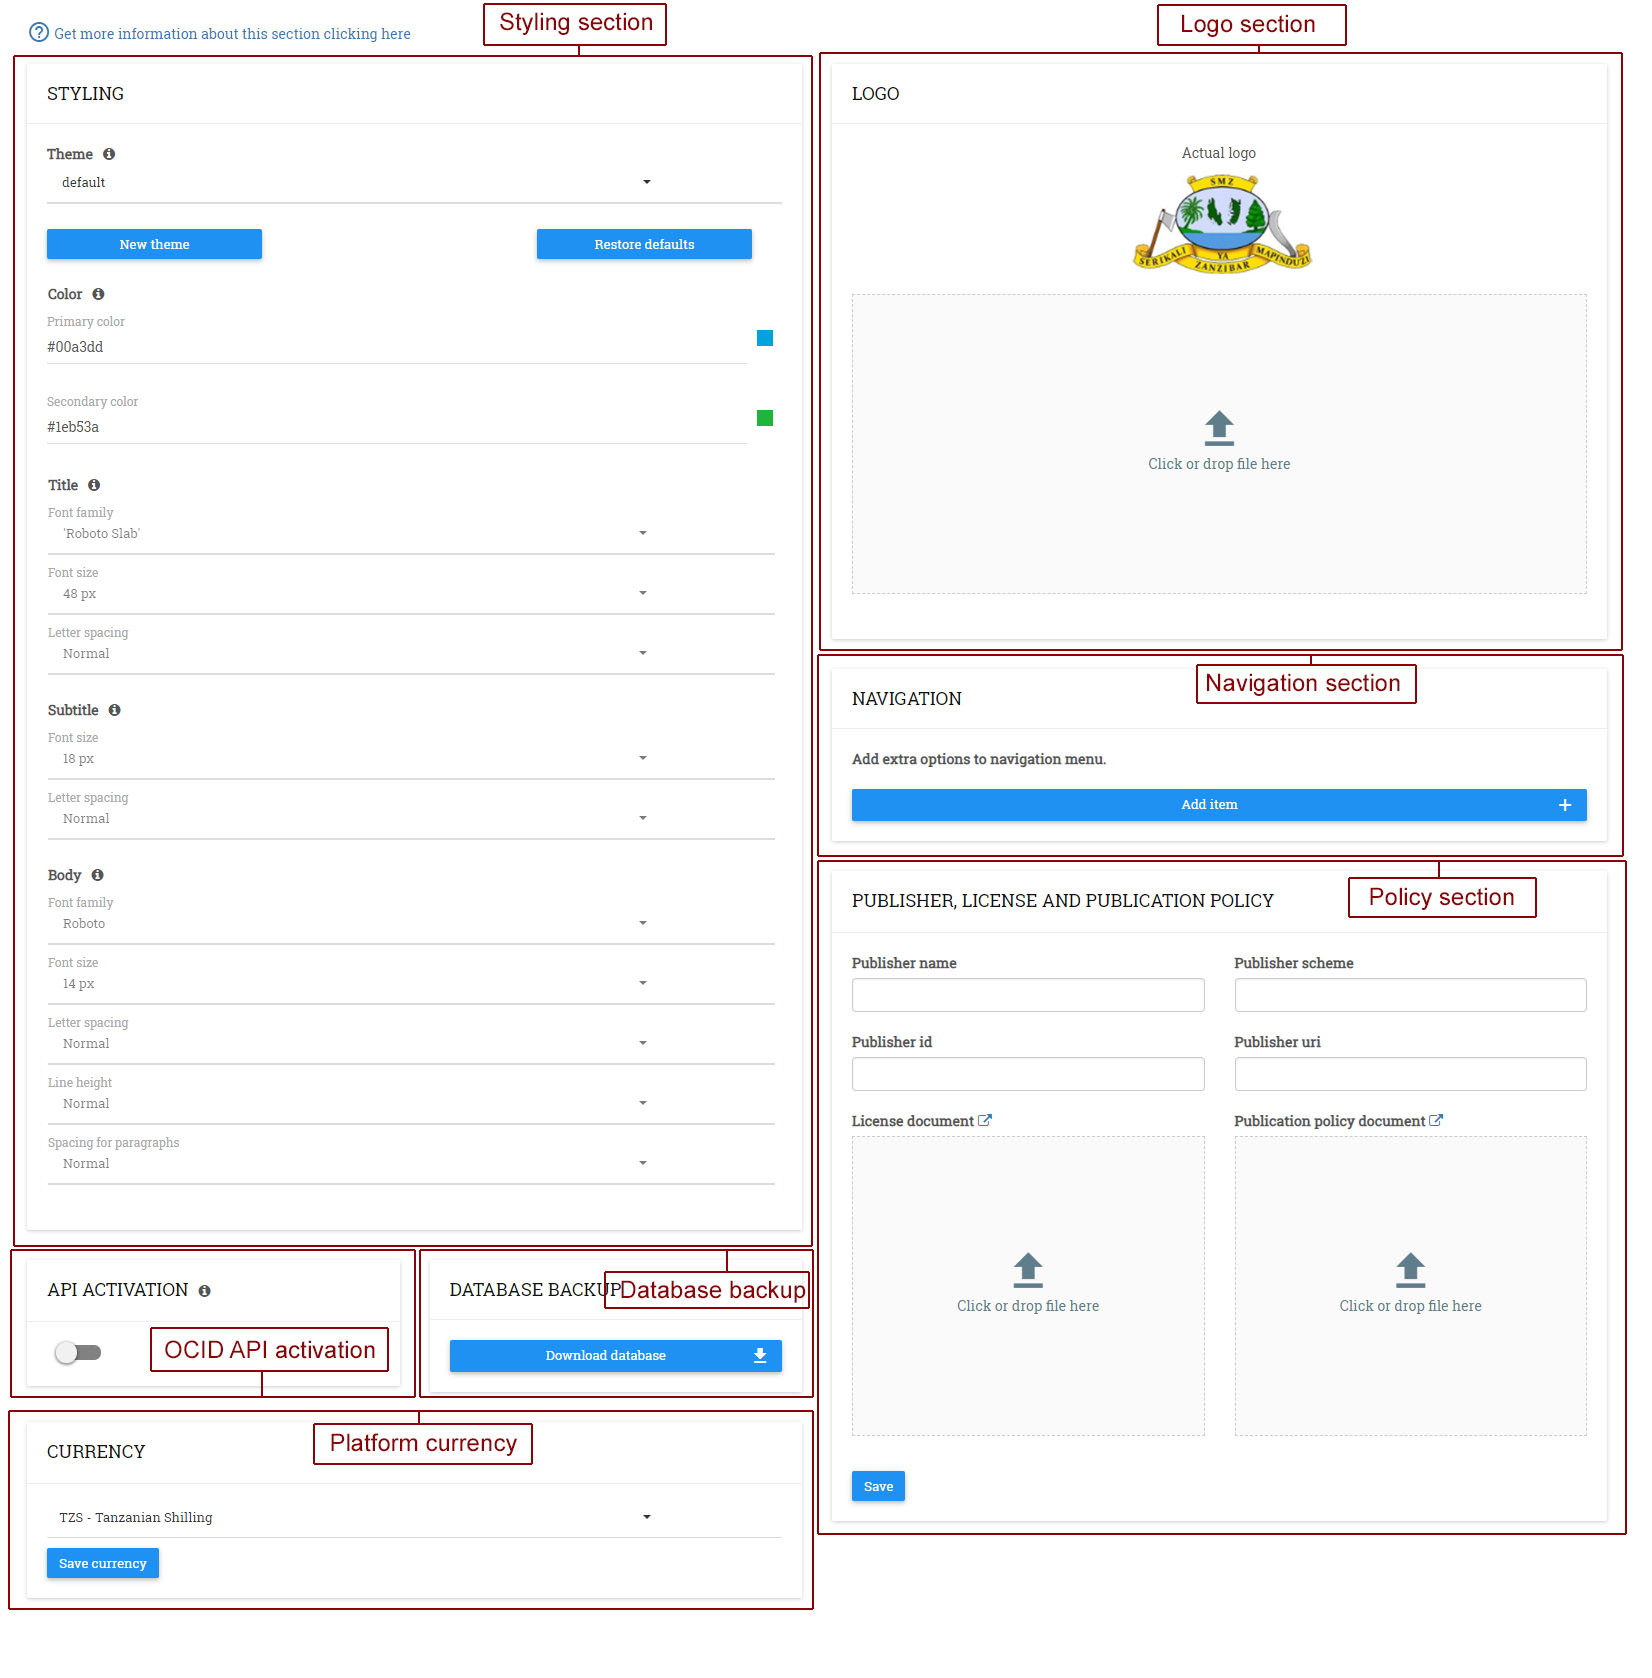 Styling section
Get more information about this section clicking here
STYLING
Theme
default
New theme
Restore defaults
Color
Primary color
#00a3dd
Secondary color
#1eb53a
Title
Font family
'Roboto Slab'
Font size
48 px
Letter spacing
Normal
Subtitle
Font size
18 px
Letter spacing
Normal
Body
Font family
Roboto
Font size
14 px
Letter spacing
Normal
Line height
Normal
Spacing for paragraphs
Normal
API ACTIVATION
OCID API activation
DATABASE BACKUP
Database backup
Download database
Platform currency
CURRENCY
TZS - Tanzanian Shilling
Save currency
Logo section
LOGO
Actual logo
SMZ
SERIKALI YA MAPINDUZI
ZANZIBAR
Click or drop file here
Navigation section
NAVIGATION
Add extra options to navigation menu.
Add item
Policy section
PUBLISHER, LICENSE AND PUBLICATION POLICY
Publisher name
Publisher scheme
Publisher id
Publisher uri
License document
Publication policy document
Click or drop file here
Click or drop file here
Save